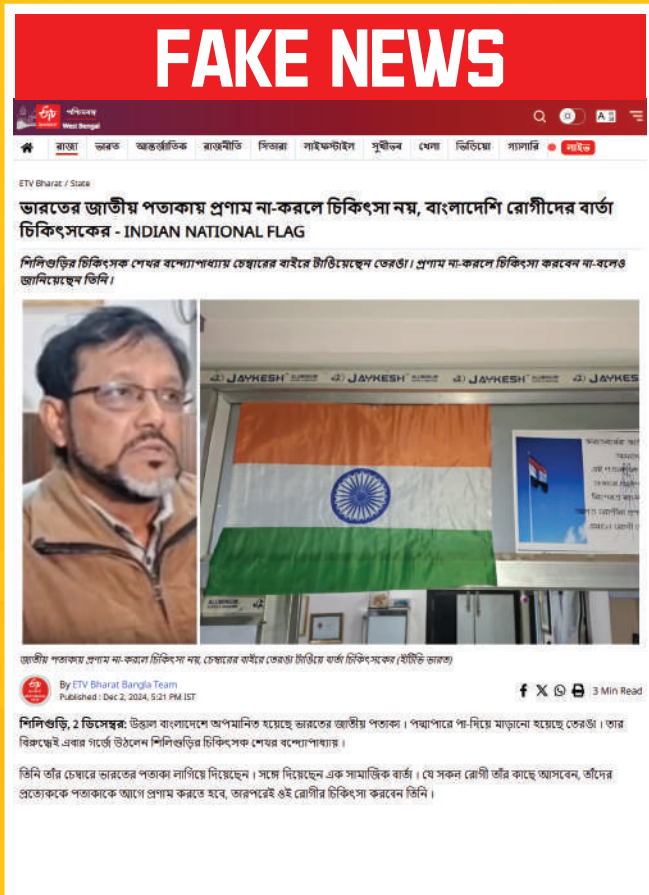 FAKE NEWS
পশ্চিমবঙ্গ
West Bengal
রাজ্য ভারত আন্তর্জাতিক রাজনীতি সিতারা লাইফস্টাইল সুখীভব খেলা ভিডিয়ো গ্যালারি লাইভ
ETV Bharat / State
ভারতের জাতীয় পতাকায় প্রণাম না-করলে চিকিৎসা নয়, বাংলাদেশি রোগীদের বার্তা
চিকিৎসকের - INDIAN NATIONAL FLAG
শিলিগুড়ির চিকিৎসক শেখর বন্দ্যোপাধ্যায় চেম্বারের বাইরে টাঙিয়েছেন তেরঙা। প্রণাম না-করলে চিকিৎসা করবেন না-বলেও
জানিয়েছেন তিনি।
JAYKESH JAYKESH JAYKESH JAYKES
জাতীয় পতাকায় প্রণাম না-করলে চিকিৎসা নয়, চেম্বারের বাইরে তেরঙা টাঙিয়ে বার্তা চিকিৎসকের (ইটিভি ভারত)
By ETV Bharat Bangla Team
Published : Dec 2, 2024, 5:21 PM IST
3 Min Read
শিলিগুড়ি, 2 ডিসেম্বর: উত্তাল বাংলাদেশে অপমানিত হয়েছে ভারতের জাতীয় পতাকা। পদ্মাপারে পা-দিয়ে মাড়ানো হয়েছে তেরঙা। তার
বিরুদ্ধেই এবার গর্জে উঠলেন শিলিগুড়ির চিকিৎসক শেখর বন্দ্যোপাধ্যায়।
তিনি তাঁর চেম্বারে ভারতের পতাকা লাগিয়ে দিয়েছেন। সঙ্গে দিয়েছেন এক সামাজিক বার্তা। যে সকল রোগী তাঁর কাছে আসবেন, তাঁদের
প্রত্যেককে পতাকাকে আগে প্রণাম করতে হবে, তারপরেই ওই রোগীর চিকিৎসা করবেন তিনি।